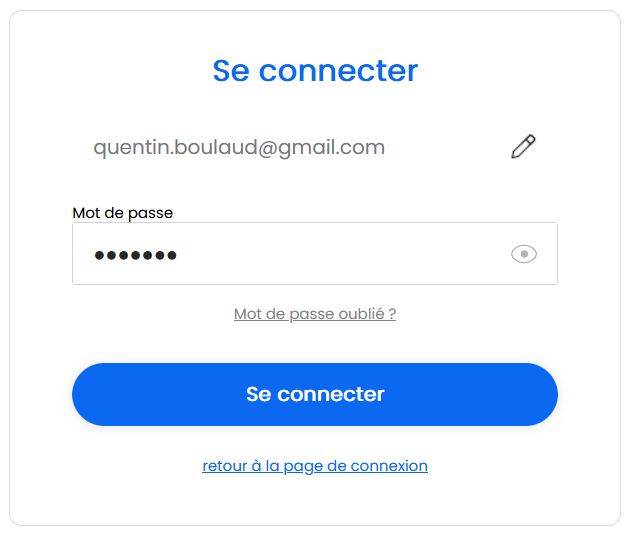 Se connecter
quentin.boulaud@gmail.com
Mot de passe
●●●●●●●
Mot de passe oublié ?
Se connecter
retour à la page de connexion